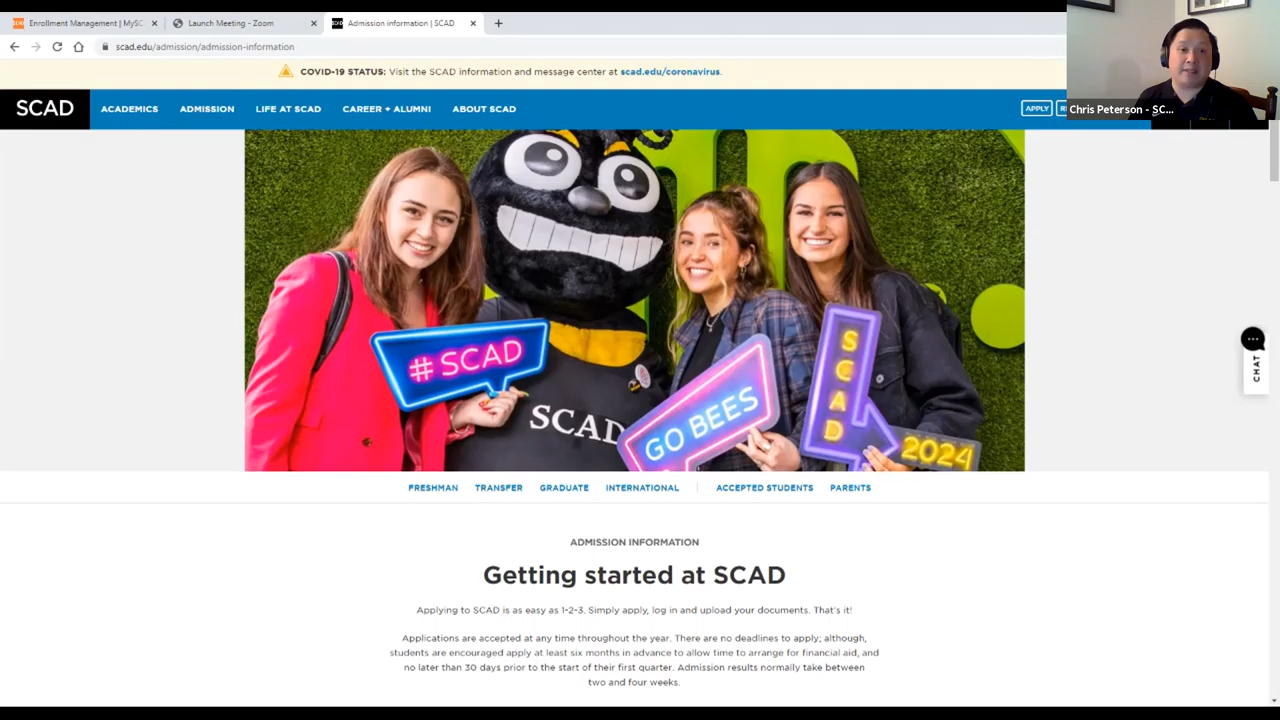 Enrollment Management | MySC
Launch Meeting - Zoom
Admission information | SCAD
scad.edu/admission/admission-information
COVID-19 STATUS: Visit the SCAD information and message center at scad.edu/coronavirus.
SCAD
ACADEMICS
ADMISSION
LIFE AT SCAD
CAREER + ALUMNI
ABOUT SCAD
APPLY
Chris Peterson - SC...
# SCAD
SCAD
GO BEES
SCAD
2024
CHAT
FRESHMAN
TRANSFER
GRADUATE
INTERNATIONAL
ACCEPTED STUDENTS
PARENTS
ADMISSION INFORMATION
Getting started at SCAD
Applying to SCAD is as easy as 1-2-3. Simply apply, log in and upload your documents. That's it!
Applications are accepted at any time throughout the year. There are no deadlines to apply; although,
students are encouraged apply at least six months in advance to allow time to arrange for financial aid, and
no later than 30 days prior to the start of their first quarter. Admission results normally take between
two and four weeks.